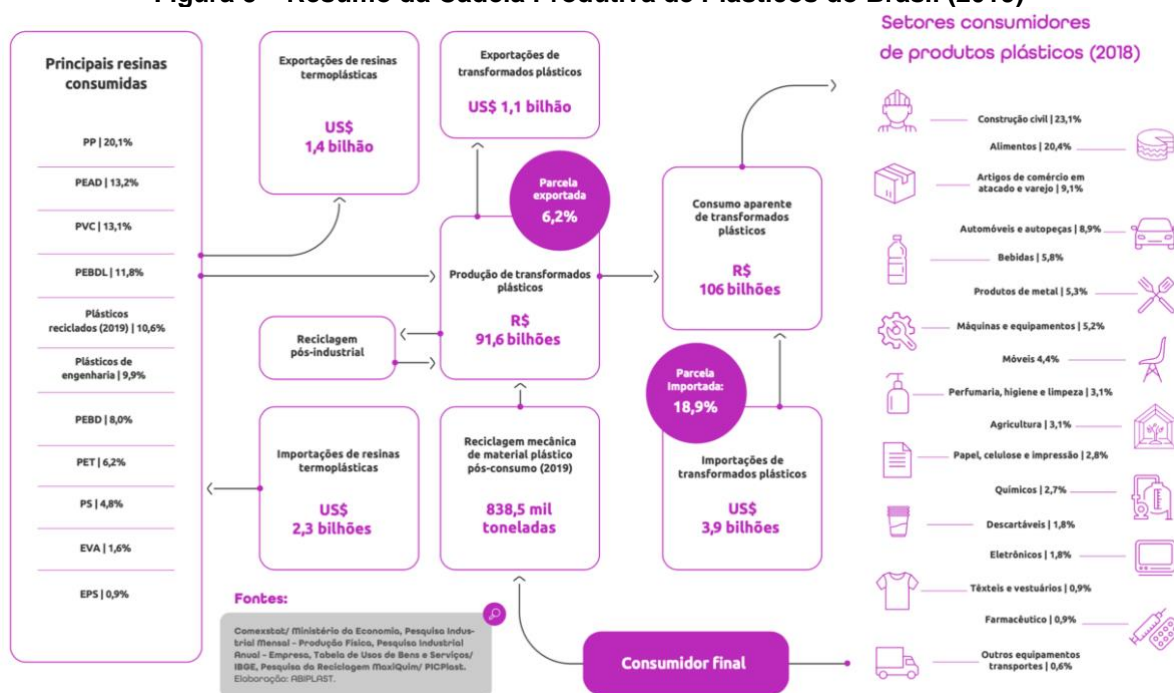 Figura 3 – Resumo da Cadeia Produtiva de Plásticos do Brasil (2018)
Principais resinas
consumidas
PP | 20,1%
PEAD | 13,2%
PVC | 13,1%
PEBDL | 11,8%
Plásticos
reciclados (2019) | 10,6%
Plásticos de
engenharia | 9,9%
PEBD | 8,0%
PET | 6,2%
PS | 4,8%
EVA | 1,6%
EPS | 0,9%
Exportações de resinas
termoplásticas
US$
1,4 bilhão
Exportações de
transformados plásticos
US$ 1,1 bilhão
Parcela
exportada
6,2%
Produção de transformados
plásticos
R$
91,6 bilhões
Reciclagem
pós-industrial
Importações de resinas
termoplásticas
US$
2,3 bilhões
Reciclagem mecânica
de material plástico
pós-consumo (2019)
838,5 mil
toneladas
Consumo aparente
de transformados
plásticos
R$
106 bilhões
Parcela
Importada:
18,9%
Importações de
transformados plásticos
US$
3,9 bilhões
Consumidor final
Setores consumidores
de produtos plásticos (2018)
Construção civil | 23,1%
Alimentos | 20,4%
Artigos de comércio em
atacado e varejo | 9,1%
Automóveis e autopeças | 8,9%
Bebidas | 5,8%
Produtos de metal | 5,3%
Máquinas e equipamentos | 5,2%
Móveis 4,4%
Perfumaria, higiene e limpeza | 3,1%
Agricultura | 3,1%
Papel, celulose e impressão | 2,8%
Químicos | 2,7%
Descartáveis | 1,8%
Eletrônicos | 1,8%
Têxteis e vestuários | 0,9%
Farmacêutico | 0,9%
Outros equipamentos
transportes | 0,6%
Fontes:
Comexstat/ Ministério da Economia, Pesquisa Indus-
trial Mensal - Produção Física, Pesquisa Industrial
Anual - Empresa, Tabela de Usos de Bens e Serviços/
IBGE, Pesquisa da Reciclagem MaxiQuim/ PICPlast.
Elaboração: ABIPLAST.